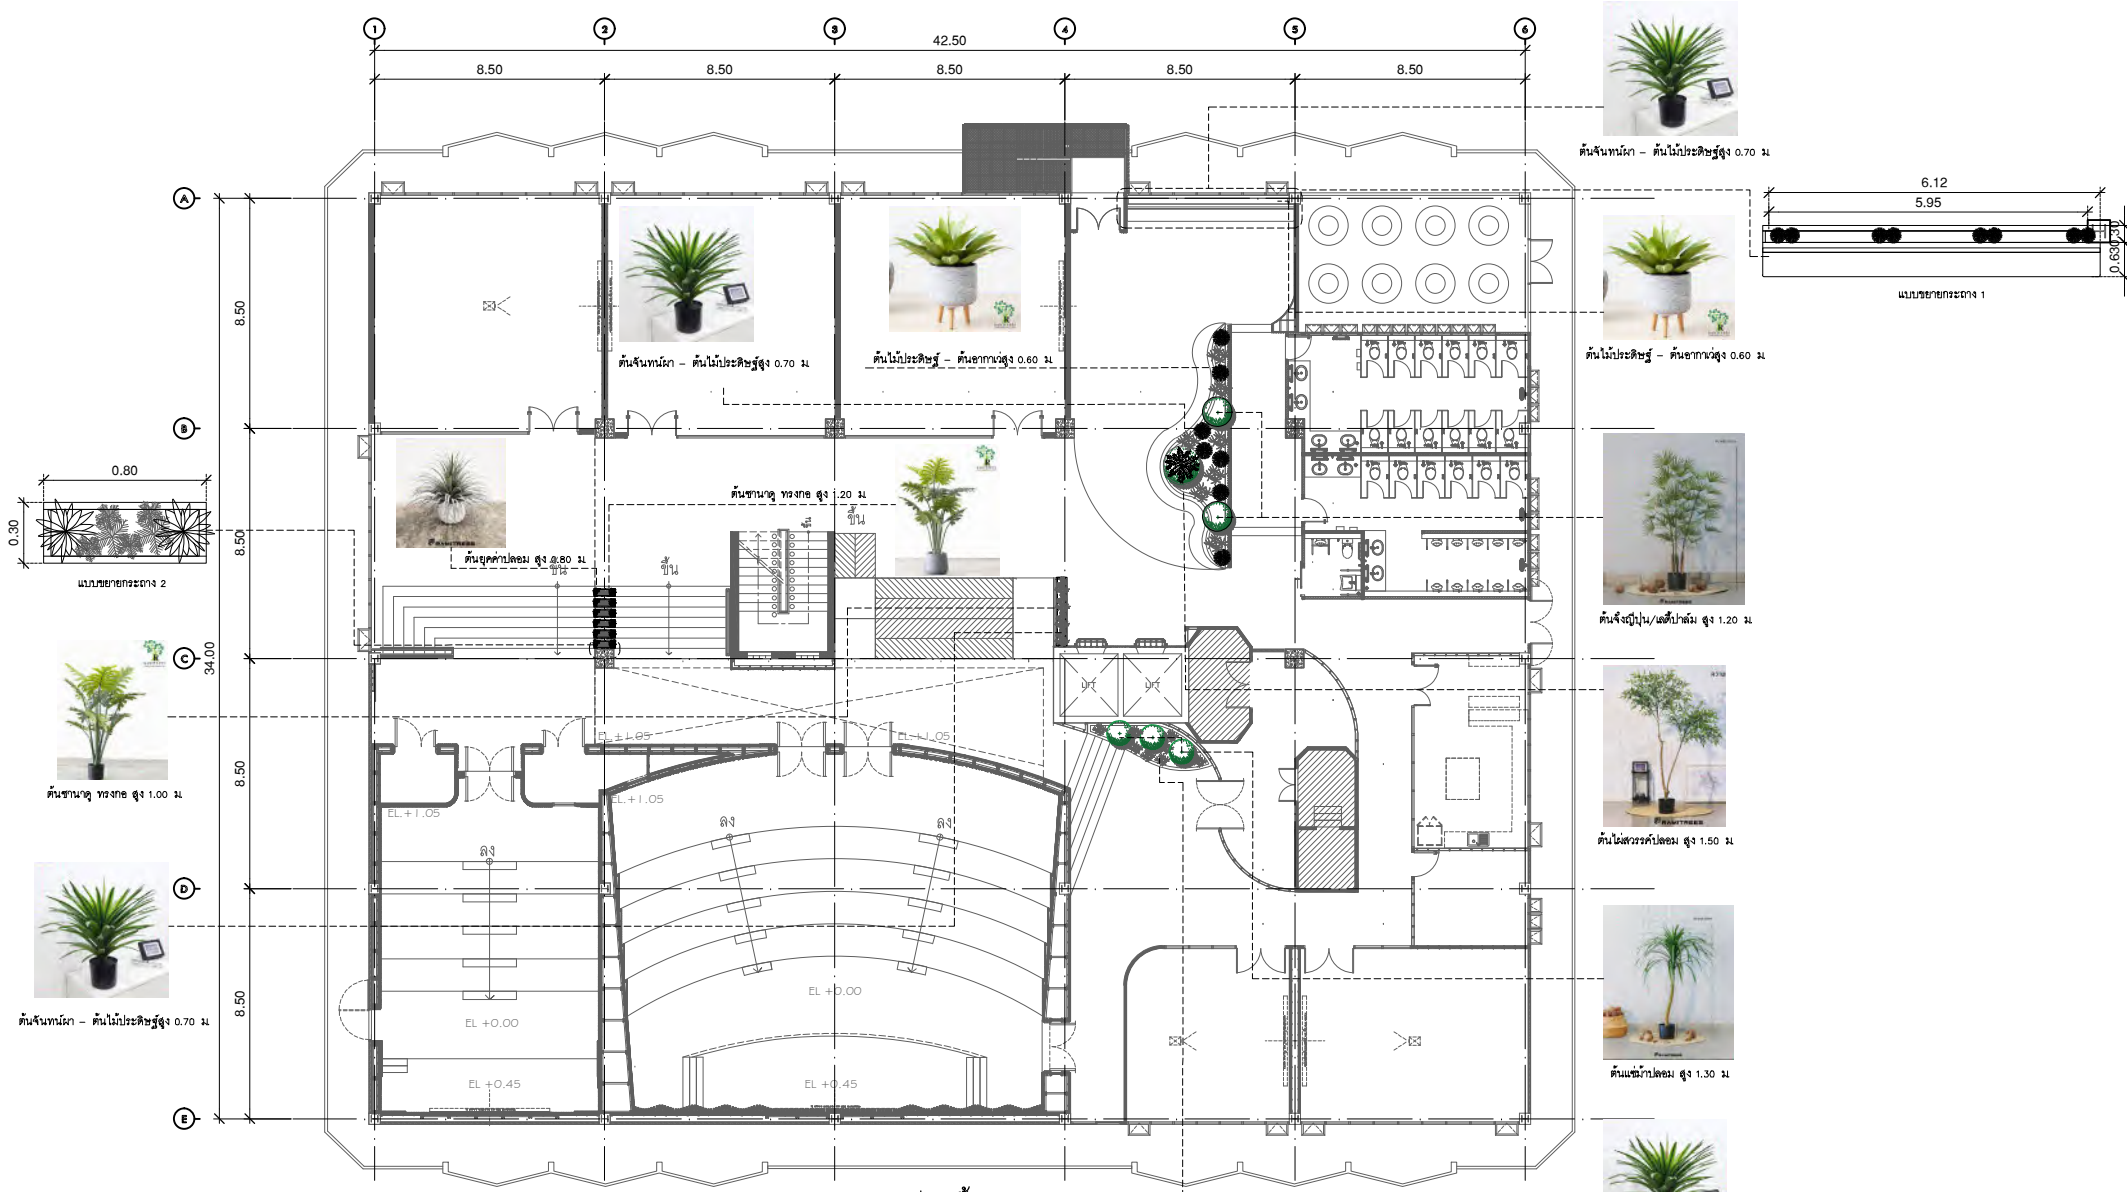 1 2 3 4 5 6
42.50
8.50 8.50 8.50 8.50 8.50
ต้นจันทน์ผา - ต้นไม้ประดิษฐ์สูง 0.70 ม.
A
6.12
5.95
0.30
0.63
แบบขยายกระถาง 1
8.50
ต้นจันทน์ผา - ต้นไม้ประดิษฐ์สูง 0.70 ม.
ต้นไม้ประดิษฐ์ - ต้นอากาเว่สูง 0.60 ม.
ต้นไม้ประดิษฐ์ - ต้นอากาเว่สูง 0.60 ม.
B
0.80
0.30
แบบขยายกระถาง 2
8.50
ต้นซานาดู ทรงกอ สูง 1.20 ม.
ขึ้น
ขึ้น
ต้นยุคค่าปลอม สูง 0.80 ม.
ขึ้น
ขึ้น
ต้นจั๋งญี่ปุ่น/เลดี้ปาล์ม สูง 1.20 ม.
C
34.00
LIFT LIFT
EL.+1.05
EL.+1.05
8.50
ต้นซานาดู ทรงกอ สูง 1.00 ม.
EL.+1.05
EL.+1.05
ลง ลง
ลง
ต้นไผ่สวรรค์ปลอม สูง 1.50 ม.
D
8.50
EL +0.00
ต้นจันทน์ผา - ต้นไม้ประดิษฐ์สูง 0.70 ม.
EL +0.00
ต้นแซ่ม้าปลอม สูง 1.30 ม.
EL +0.45
EL +0.45
E